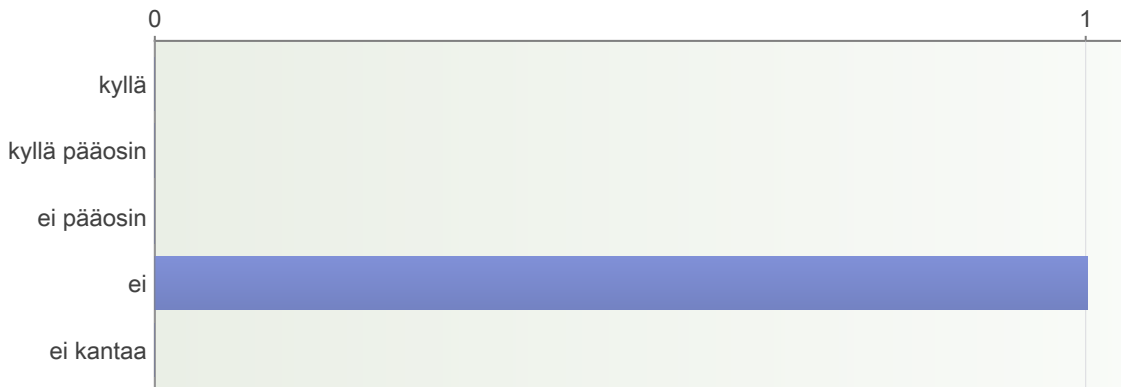 0 1
kyllä
kyllä pääosin
ei pääosin
ei
ei kantaa